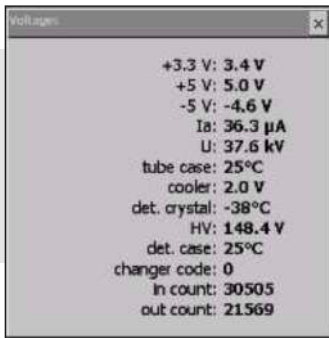 Voltages
+3.3 V: 3.4 V
+5 V: 5.0 V
-5 V: -4.6 V
Ia: 36.3 µA
U: 37.6 kV
tube case: 25°C
cooler: 2.0 V
det. crystal: -38°C
HV: 148.4 V
det. case: 25°C
changer code: 0
in count: 30505
out count: 21569